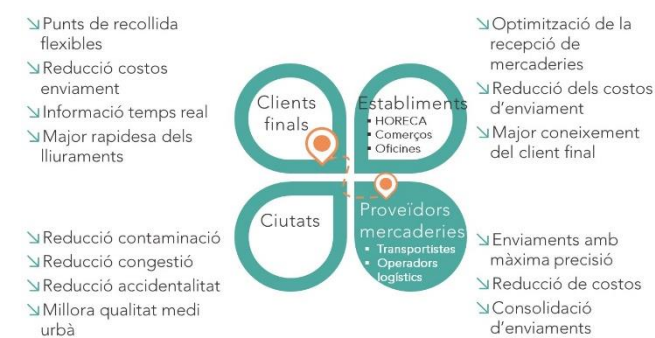 ↘ Punts de recollida
flexibles
↘ Reducció costos
enviament
↘ Informació temps real
↘ Major rapidesa dels
lliuraments
Clients
finals
Establiments
▪ HORECA
▪ Comerços
▪ Oficines
↘ Optimització de la
recepció de
mercaderies
↘ Reducció dels costos
d'enviament
↘ Major coneixement
del client final
↘ Reducció contaminació
↘ Reducció congestió
↘ Reducció accidentalitat
↘ Millora qualitat medi
urbà
Ciutats
Proveïdors
mercaderies
▪ Transportistes
▪ Operadors
logístics
↘ Enviaments amb
màxima precisió
↘ Reducció de costos
↘ Consolidació
d'enviaments